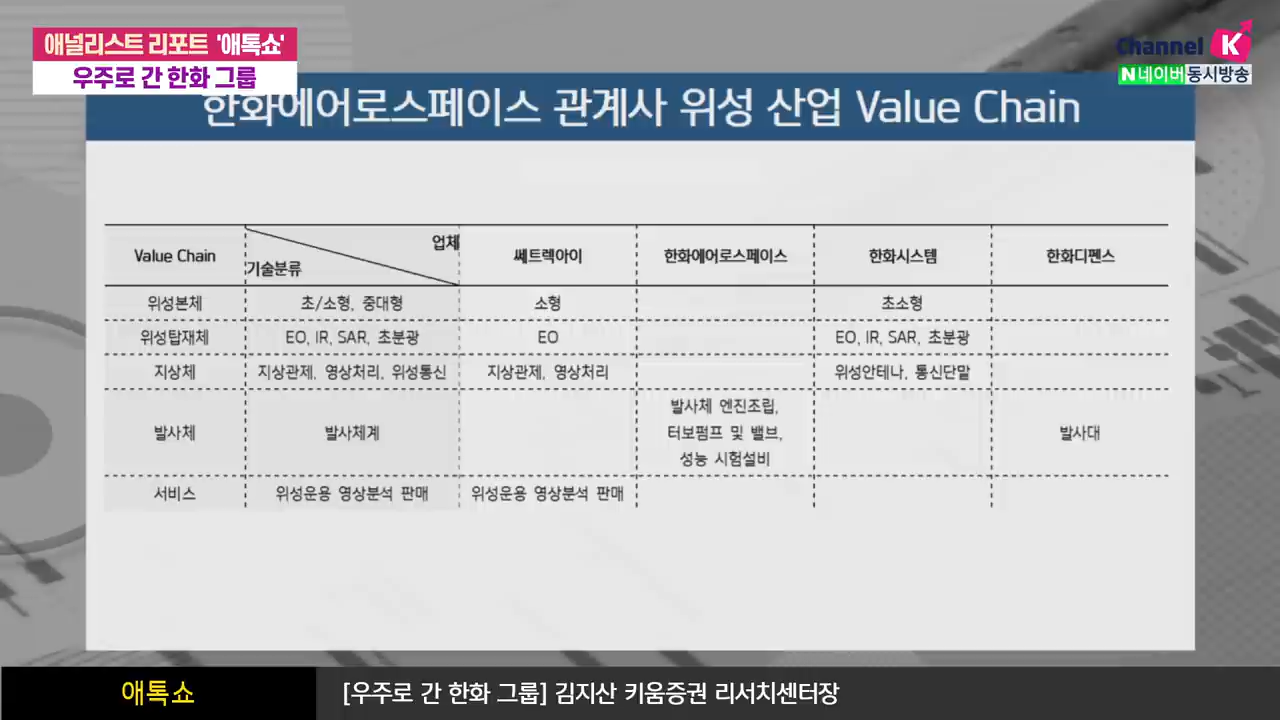 애널리스트 리포트 '애톡쇼'
우주로 간 한화 그룹
Channel K
N 네이버동시방송
한화에어로스페이스 관계사 위성 산업 Value Chain
Value Chain 업체 기술분류 쎄트렉아이 한화에어로스페이스 한화시스템 한화디펜스
위성본체 초/소형, 중대형 소형 초소형
위성탑재체 EO, IR, SAR, 초분광 EO EO, IR, SAR, 초분광
지상체 지상관제, 영상처리, 위성통신 지상관제, 영상처리 위성안테나, 통신단말
발사체 발사체계 발사체 엔진조립, 터보펌프 및 밸브, 성능 시험설비 발사대
서비스 위성운용 영상분석 판매 위성운용 영상분석 판매
애톡쇼
[우주로 간 한화 그룹] 김지산 키움증권 리서치센터장